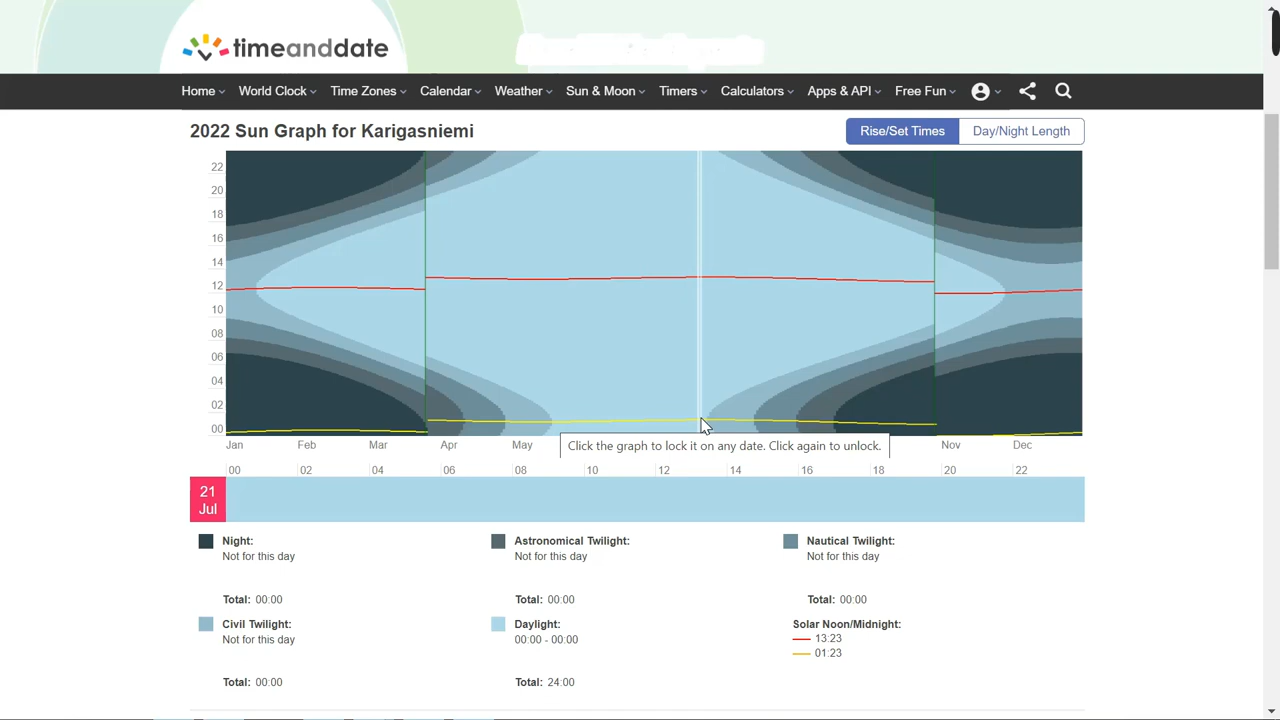 timeanddate
Home World Clock Time Zones Calendar Weather Sun & Moon Timers Calculators Apps & API Free Fun
2022 Sun Graph for Karigasniemi
Rise/Set Times Day/Night Length
22
20
18
16
14
12
10
08
06
04
02
00
Jan Feb Mar Apr May Nov Dec
Click the graph to lock it on any date. Click again to unlock.
00 02 04 06 08 10 12 14 16 18 20 22
21
Jul
Night: Astronomical Twilight: Nautical Twilight:
Not for this day Not for this day Not for this day
Total: 00:00 Total: 00:00 Total: 00:00
Civil Twilight: Daylight: Solar Noon/Midnight:
Not for this day 00:00 - 00:00 13:23
01:23
Total: 00:00 Total: 24:00